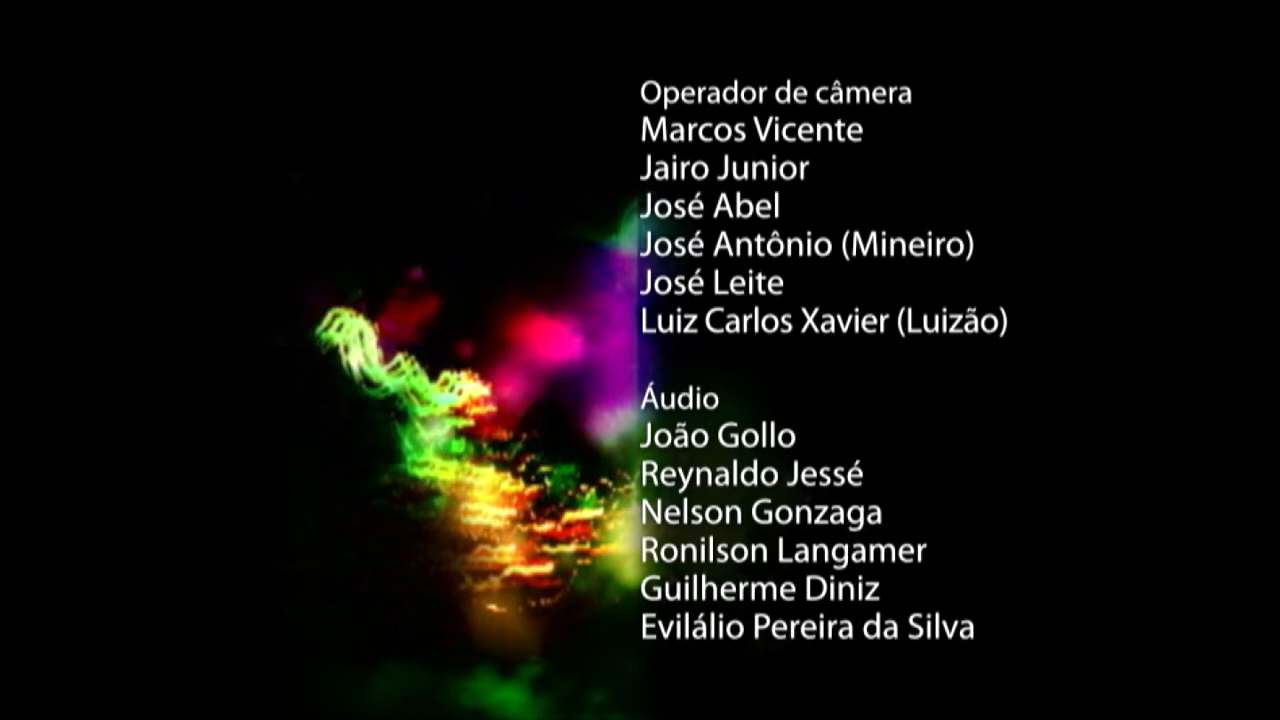 Operador de câmera
Marcos Vicente
Jairo Junior
José Abel
José Antônio (Mineiro)
José Leite
Luiz Carlos Xavier (Luizão)
Áudio
João Gollo
Reynaldo Jessé
Nelson Gonzaga
Ronilson Langamer
Guilherme Diniz
Evilálio Pereira da Silva